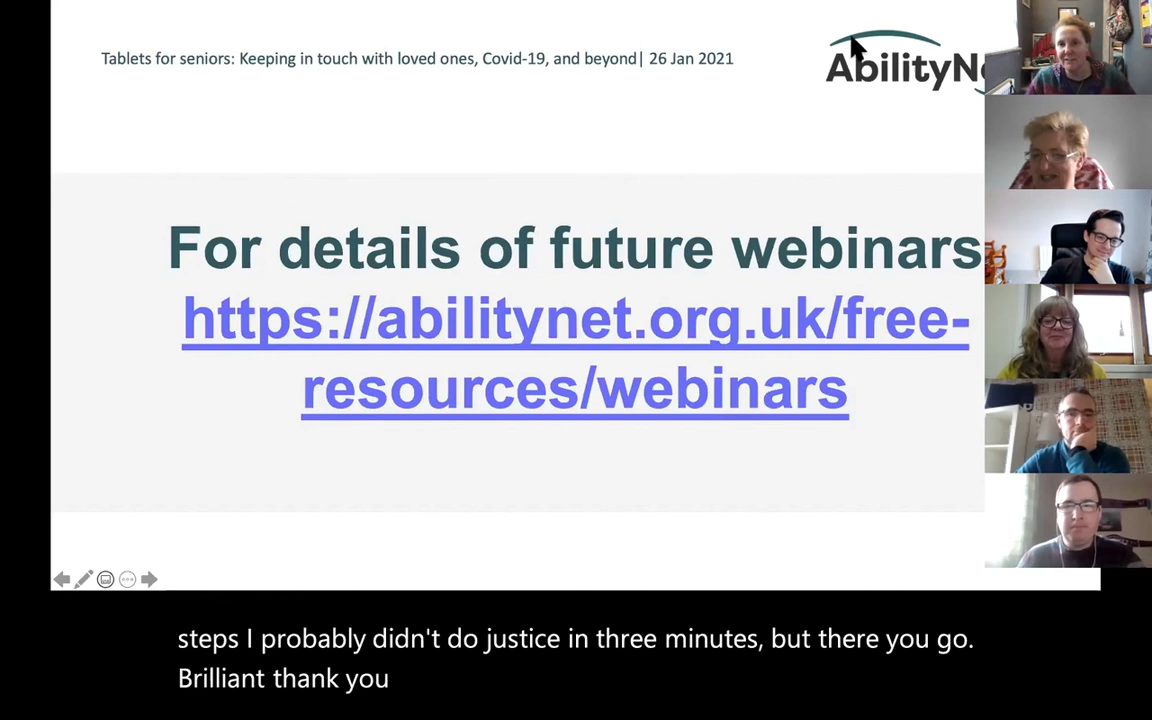 Tablets for seniors: Keeping in touch with loved ones, Covid-19, and beyond| 26 Jan 2021
AbilityN
For details of future webinars
https://abilitynet.org.uk/free-
resources/webinars
steps I probably didn't do justice in three minutes, but there you go.
Brilliant thank you